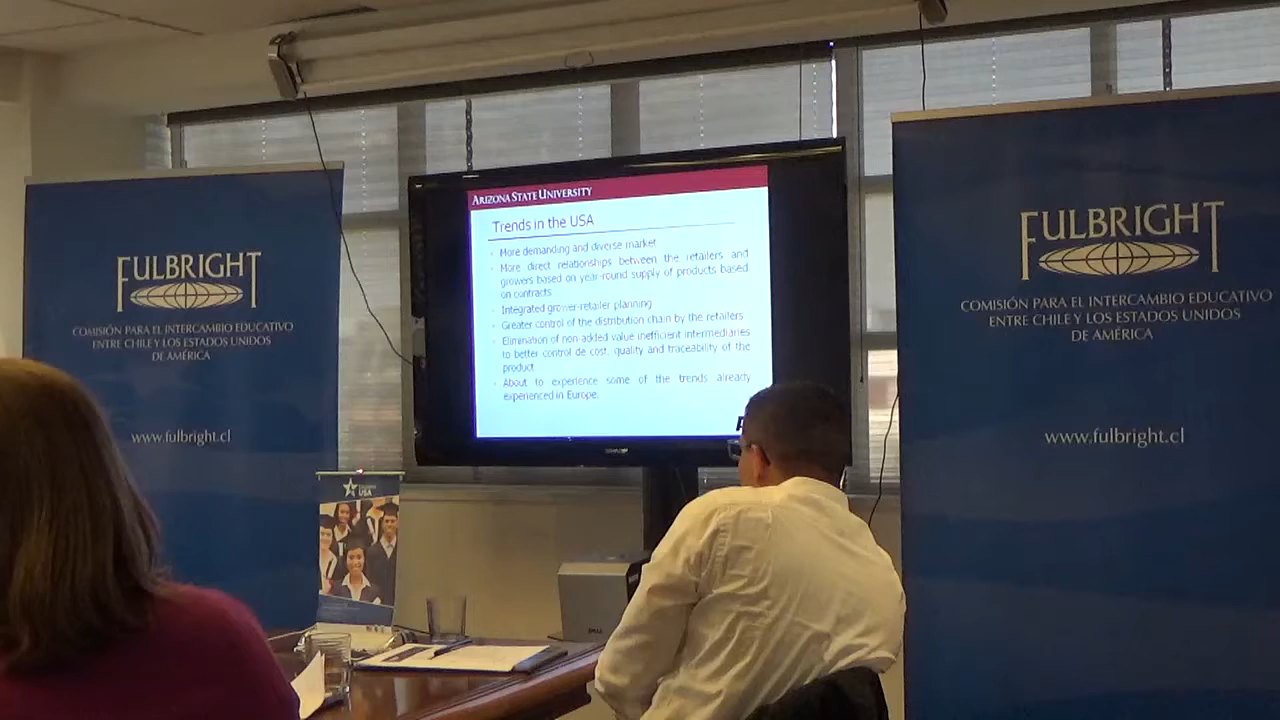 FULBRIGHT
COMISIÓN PARA EL INTERCAMBIO EDUCATIVO
ENTRE CHILE Y LOS ESTADOS UNIDOS
DE AMÉRICA
www.fulbright.cl
USA
ARIZONA STATE UNIVERSITY
Trends in the USA
More demanding and diverse market
More direct relationships between the retailers and
growers based on year-round supply of products based
on contracts
Integrated grower-retailer planning
Greater control of the distribution chain by the retailers
Elimination of non-added value inefficient intermediaries
to better control de cost, quality and traceability of the
product
About to experience some of the trends already
experienced in Europe.
SHARP
DELL
FULBRIGHT
COMISIÓN PARA EL INTERCAMBIO EDUCATIVO
ENTRE CHILE Y LOS ESTADOS UNIDOS
DE AMÉRICA
www.fulbright.cl